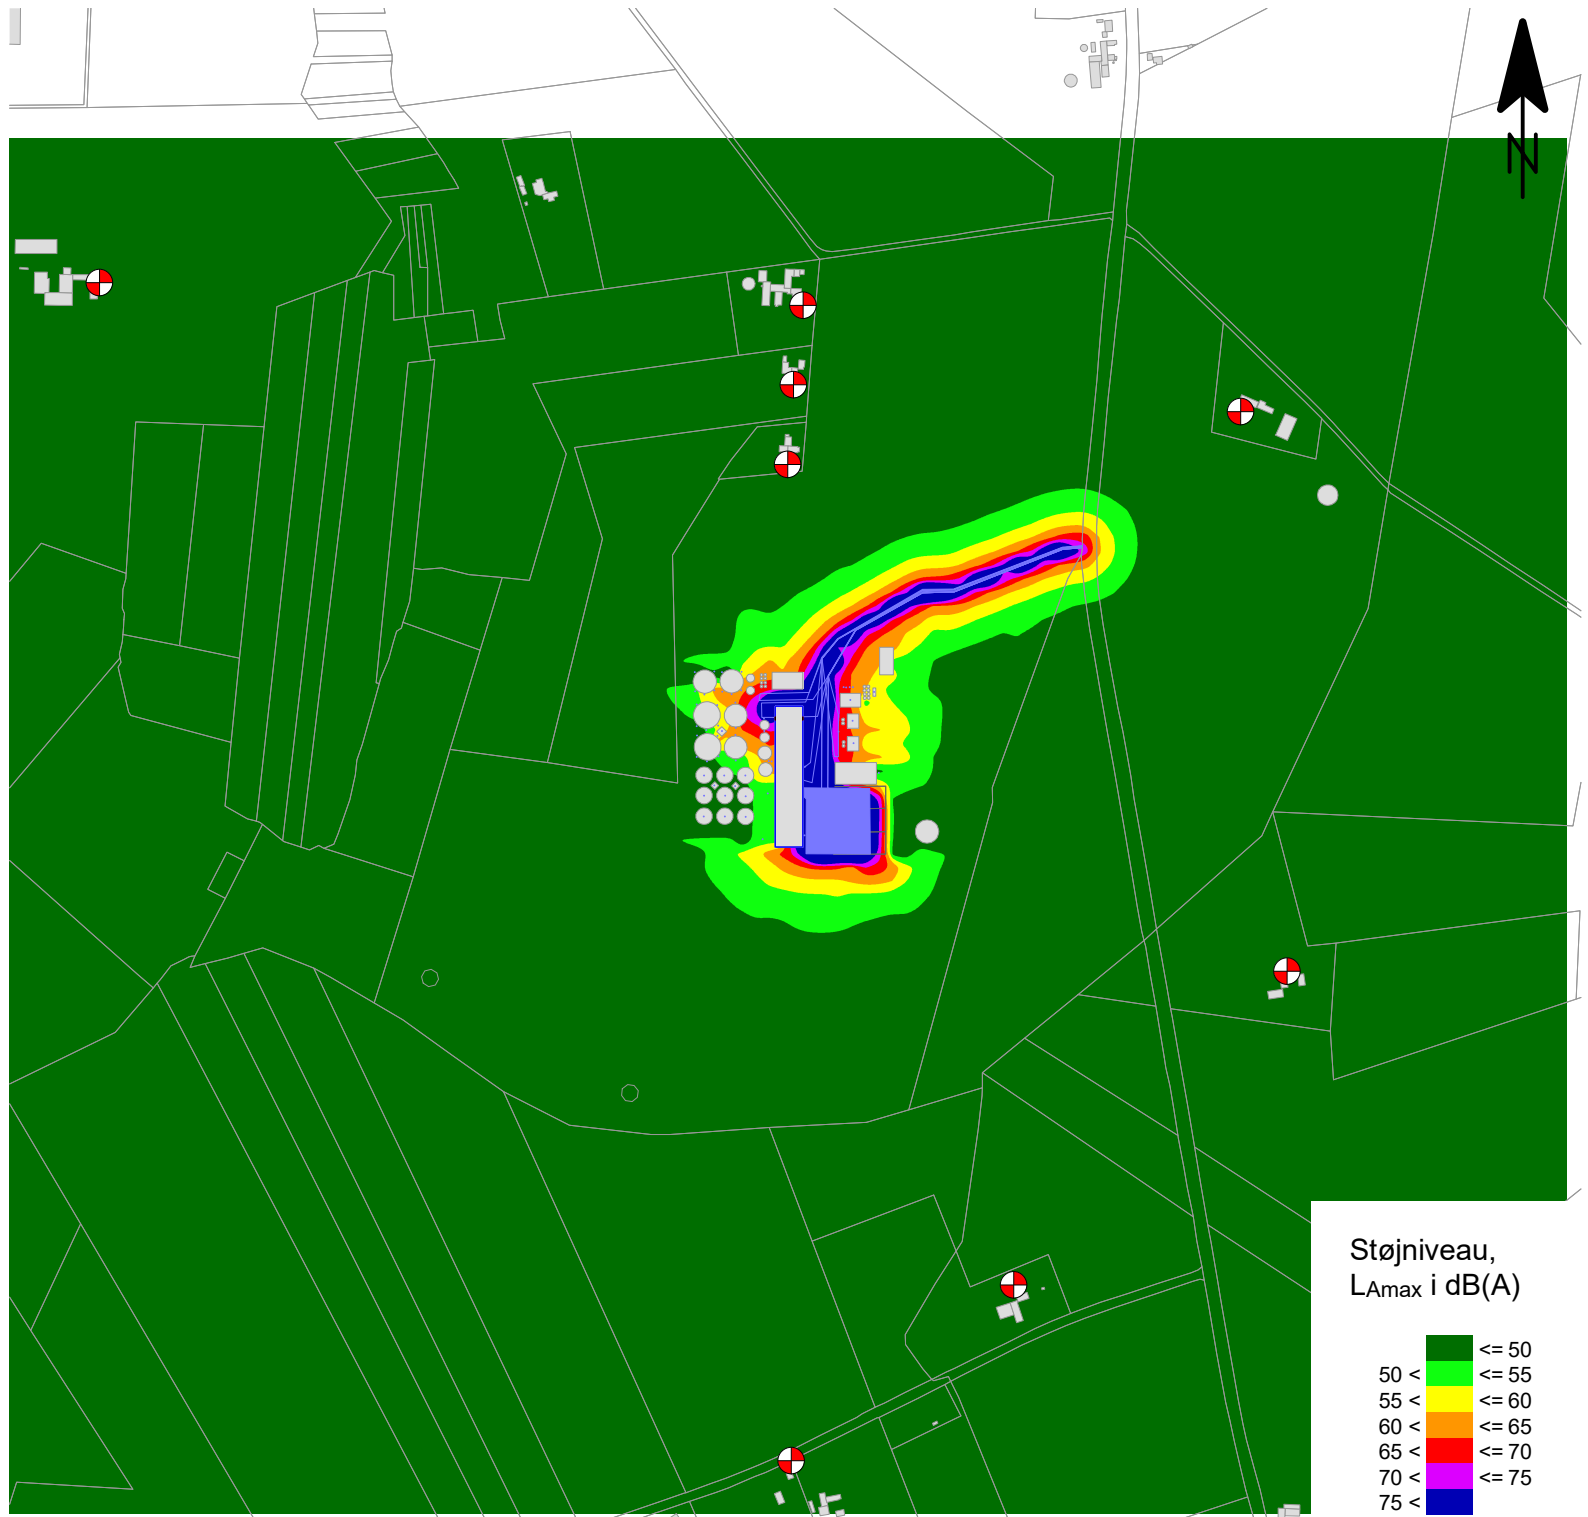 N
Støjniveau,
LAmax i dB(A)
<= 50
50 < <= 55
55 < <= 60
60 < <= 65
65 < <= 70
70 < <= 75
75 <